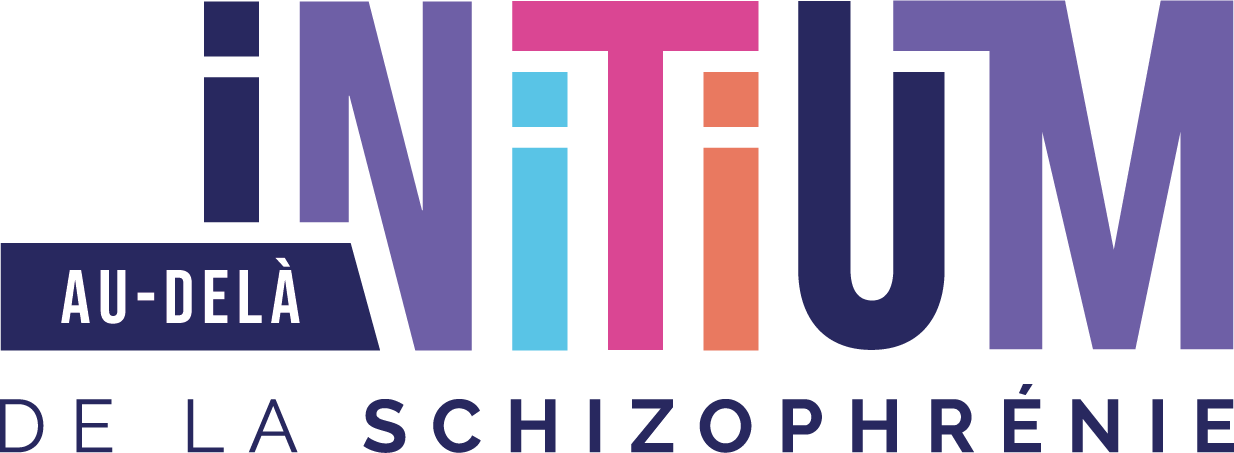 iNiTiUM
AU-DELÀ
DE LA SCHIZOPHRÉNIE